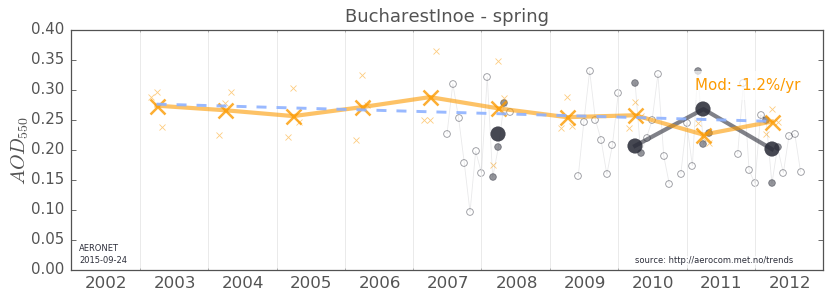 BucharestInoe - spring
0.40
0.35
0.30
0.25
0.20
0.15
0.10
0.05
0.00
AOD550
Mod: -1.2%/yr
AERONET
2015-09-24
source: http://aerocom.met.no/trends
2002 2003 2004 2005 2006 2007 2008 2009 2010 2011 2012